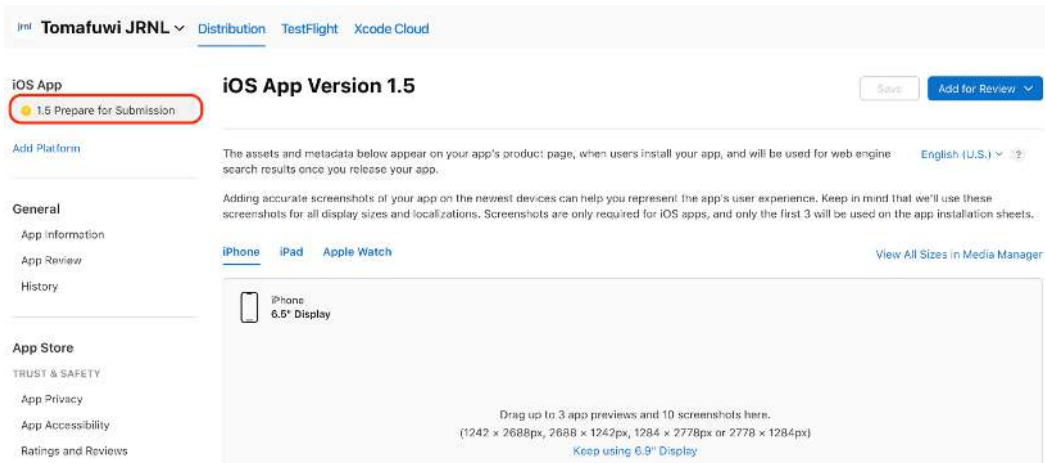 jrnl Tomafuwi JRNL Distribution TestFlight Xcode Cloud
iOS App
1.5 Prepare for Submission
Add Platform
General
App Information
App Review
History
App Store
TRUST & SAFETY
App Privacy
App Accessibility
Ratings and Reviews
iOS App Version 1.5
Save Add for Review
The assets and metadata below appear on your app's product page, when users install your app, and will be used for web engine
search results once you release your app.
English (U.S.) ?
Adding accurate screenshots of your app on the newest devices can help you represent the app's user experience. Keep in mind that we'll use these
screenshots for all display sizes and localizations. Screenshots are only required for iOS apps, and only the first 3 will be used on the app installation sheets.
iPhone iPad Apple Watch View All Sizes in Media Manager
iPhone
6.5" Display
Drag up to 3 app previews and 10 screenshots here.
(1242 × 2688px, 2688 × 1242px, 1284 × 2778px or 2778 × 1284px)
Keep using 6.9" Display